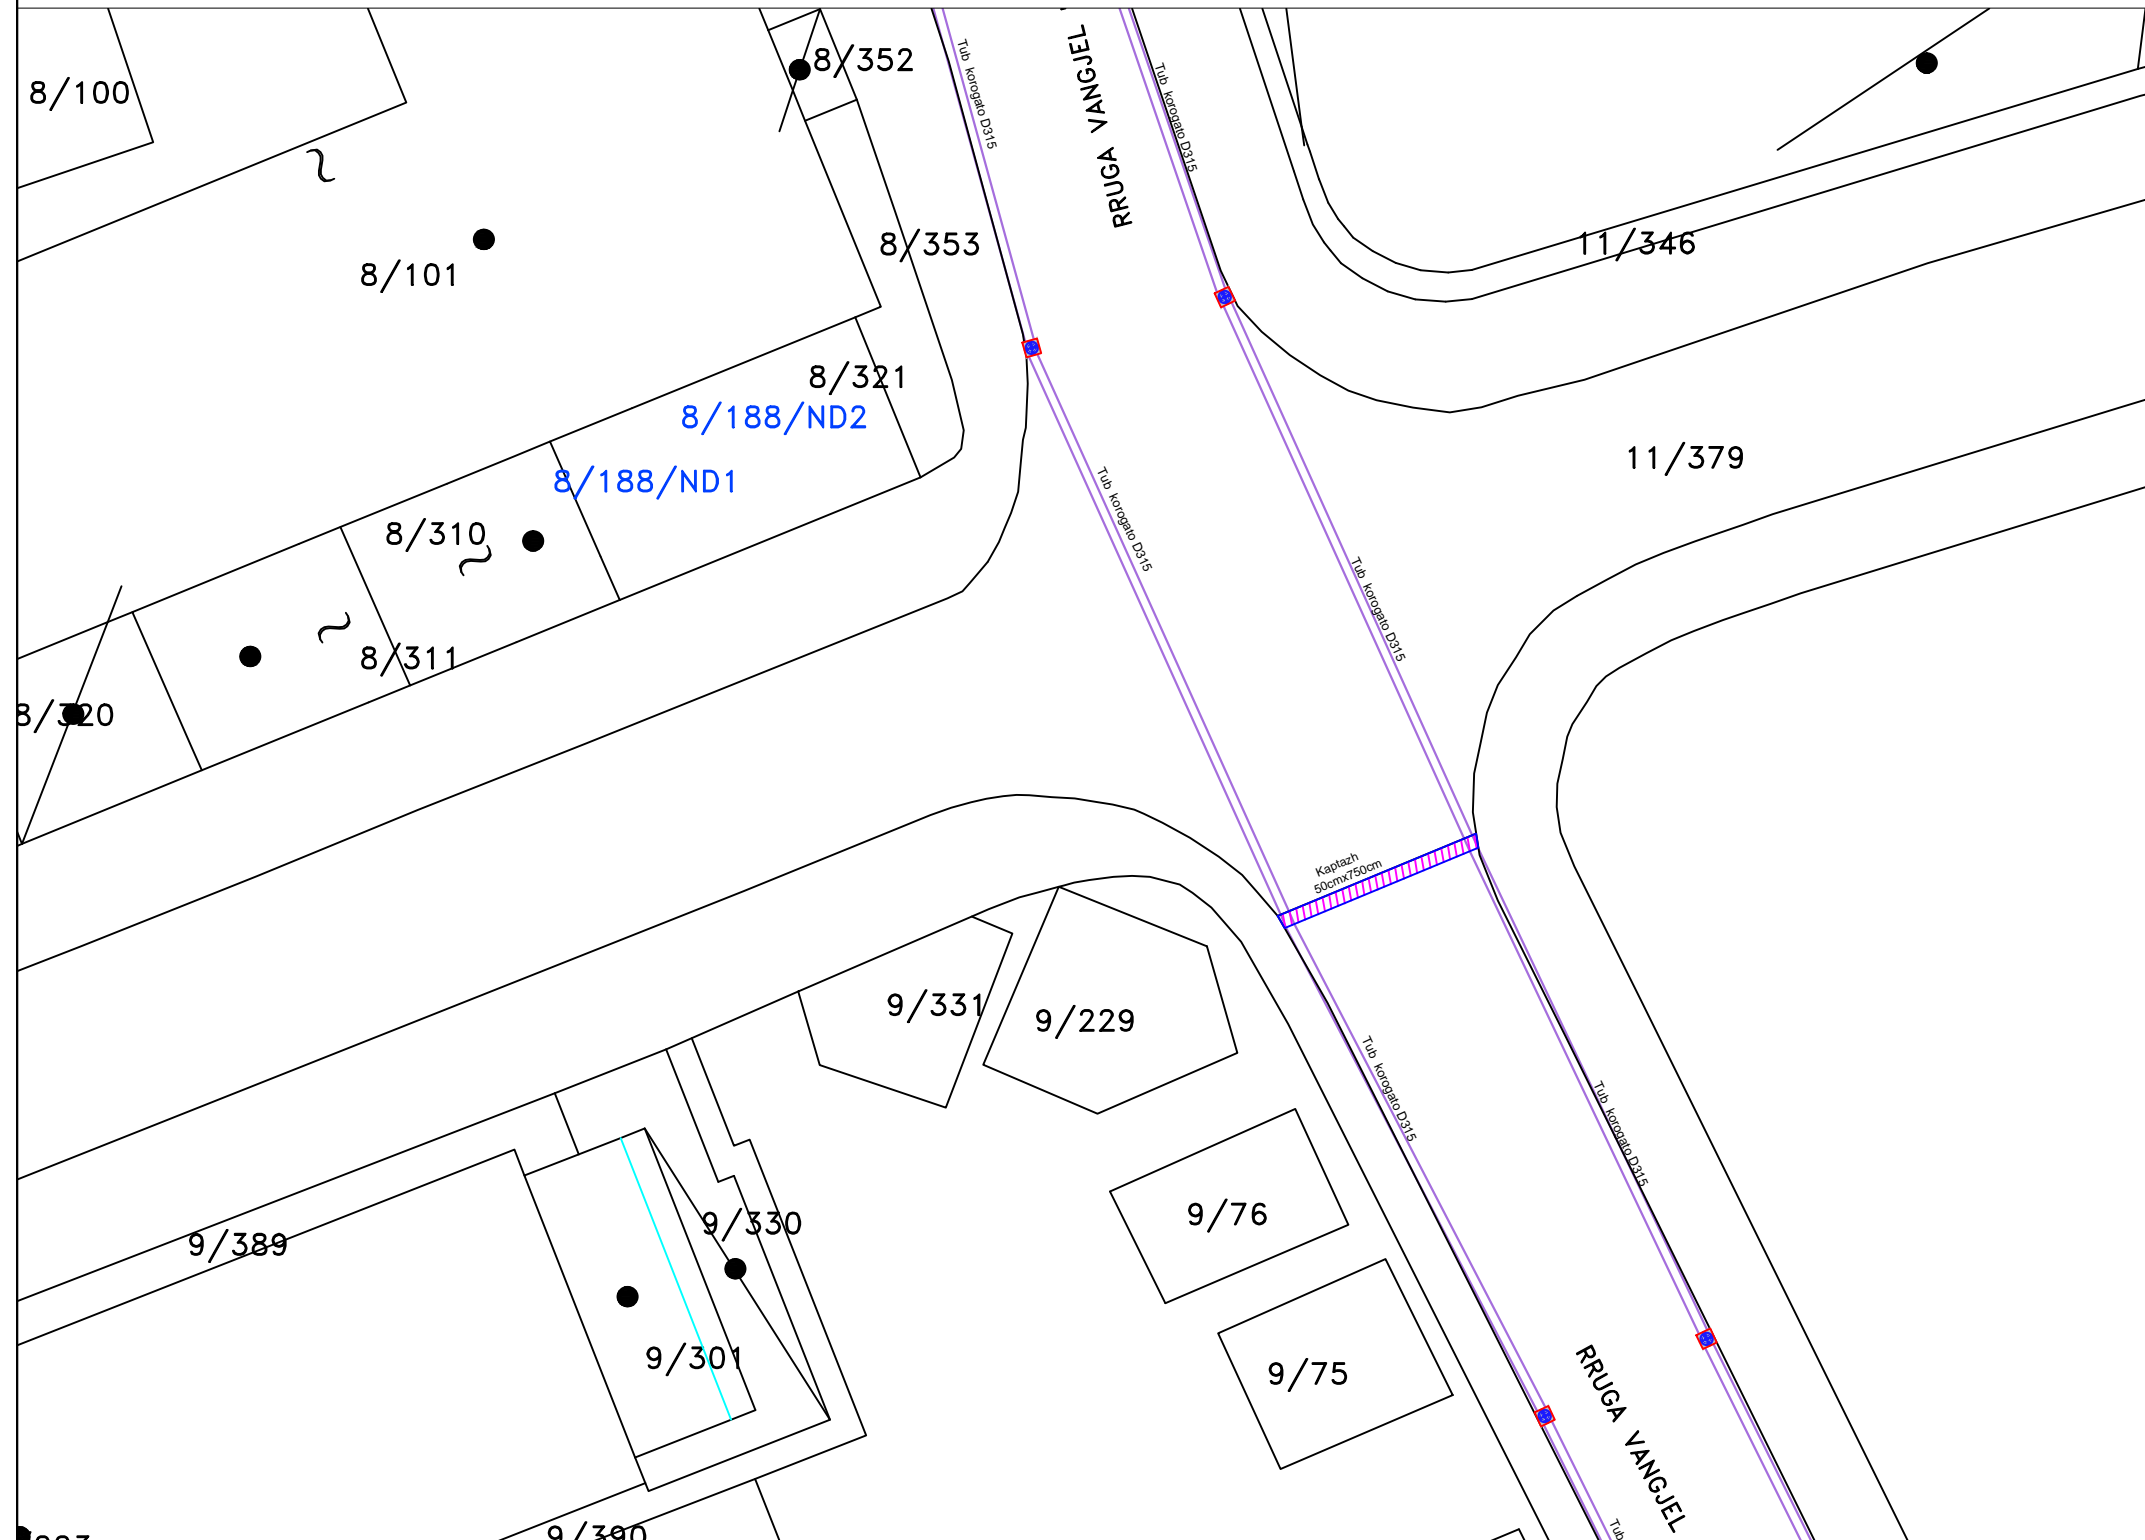 8/100
8/352
Tub korogato D315
RRUGA VANGJEL
Tub korogato D315
8/101
8/353
11/346
8/321
8/188/ND2
8/188/ND1
11/379
8/310
Tub korogato D315
Tub korogato D315
8/311
8/320
Kaptazh
50cmx750cm
9/331
9/229
Tub korogato D315
Tub korogato D315
9/76
9/330
9/389
9/301
9/75
RRUGA VANGJEL
Tub
9/390